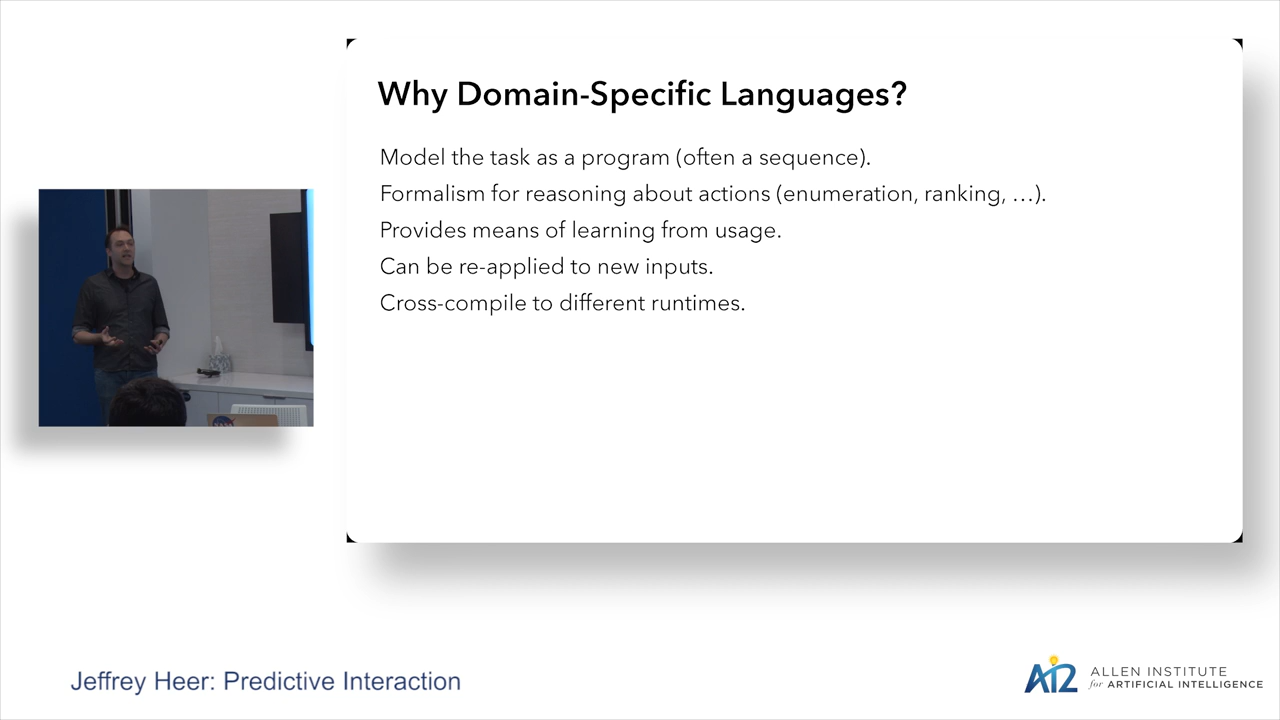 Why Domain-Specific Languages?
Model the task as a program (often a sequence).
Formalism for reasoning about actions (enumeration, ranking, …).
Provides means of learning from usage.
Can be re-applied to new inputs.
Cross-compile to different runtimes.
NASA
Jeffrey Heer: Predictive Interaction
AI2
ALLEN INSTITUTE
for ARTIFICIAL INTELLIGENCE